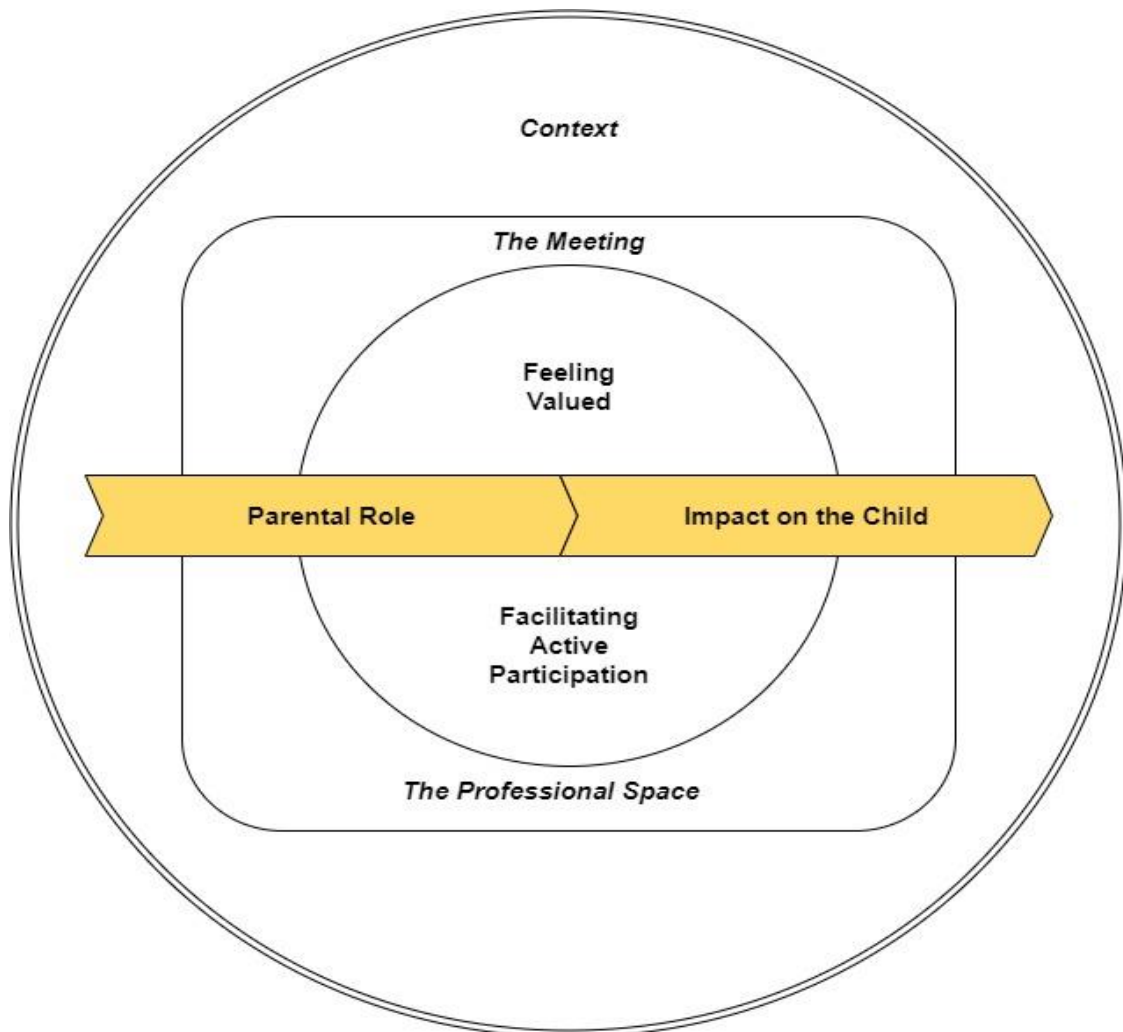 Context
The Meeting
Feeling
Valued
Parental Role
Impact on the Child
Facilitating
Active
Participation
The Professional Space